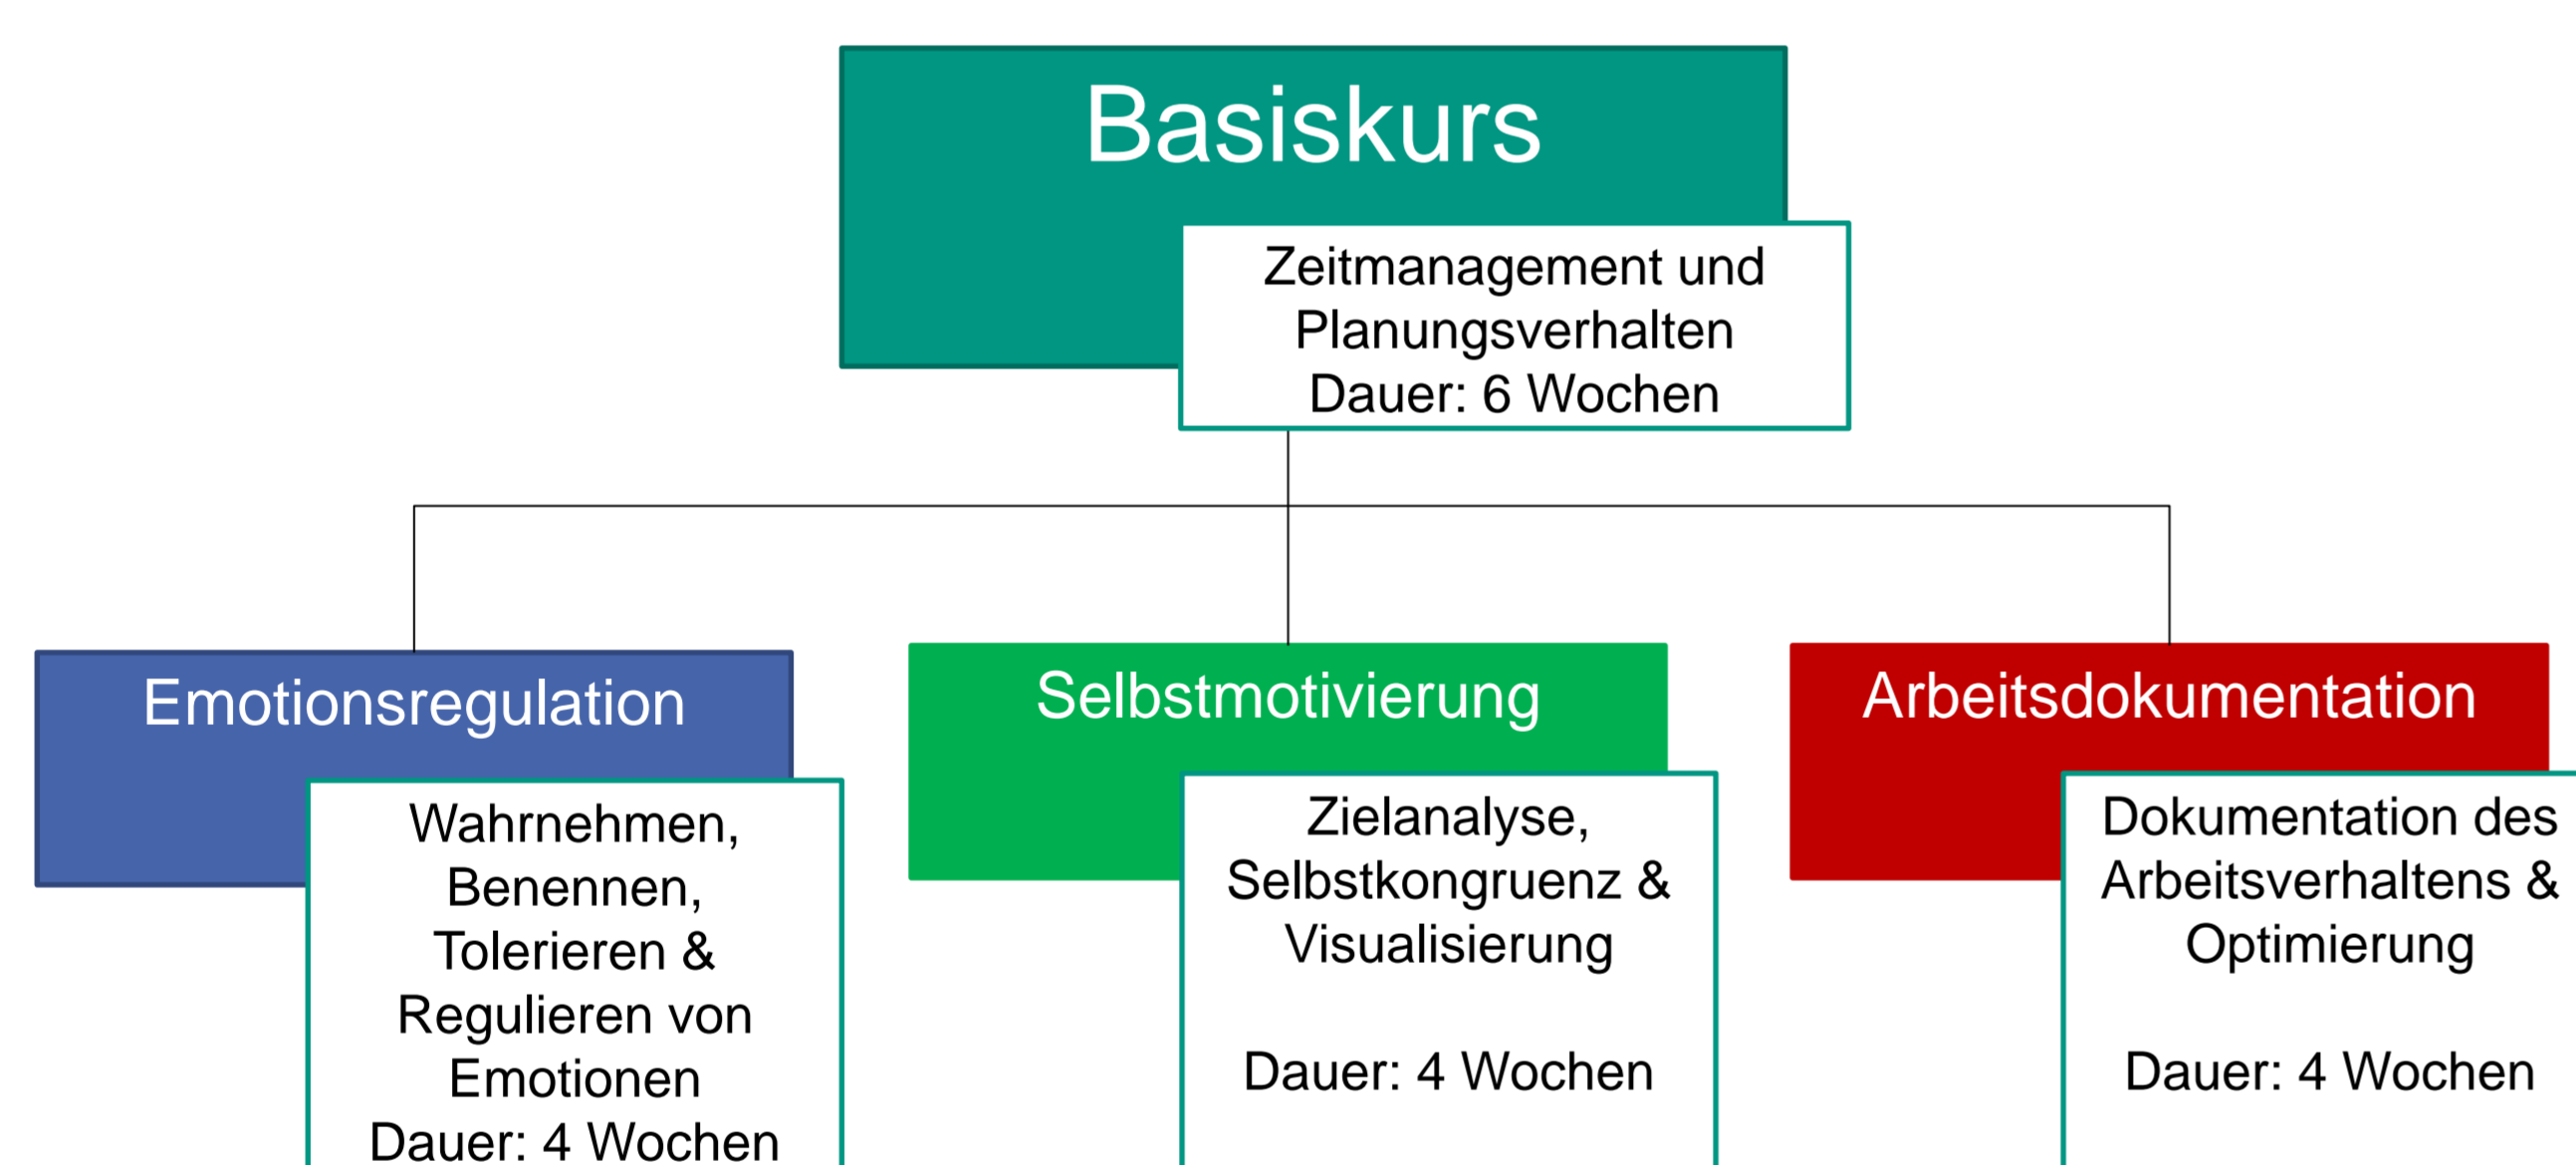 Basiskurs
Zeitmanagement und
Planungsverhalten
Dauer: 6 Wochen
Emotionsregulation
Wahrnehmen,
Benennen,
Tolerieren &
Regulieren von
Emotionen
Dauer: 4 Wochen
Selbstmotivierung
Zielanalyse,
Selbstkongruenz &
Visualisierung
Dauer: 4 Wochen
Arbeitsdokumentation
Dokumentation des
Arbeitsverhaltens &
Optimierung
Dauer: 4 Wochen